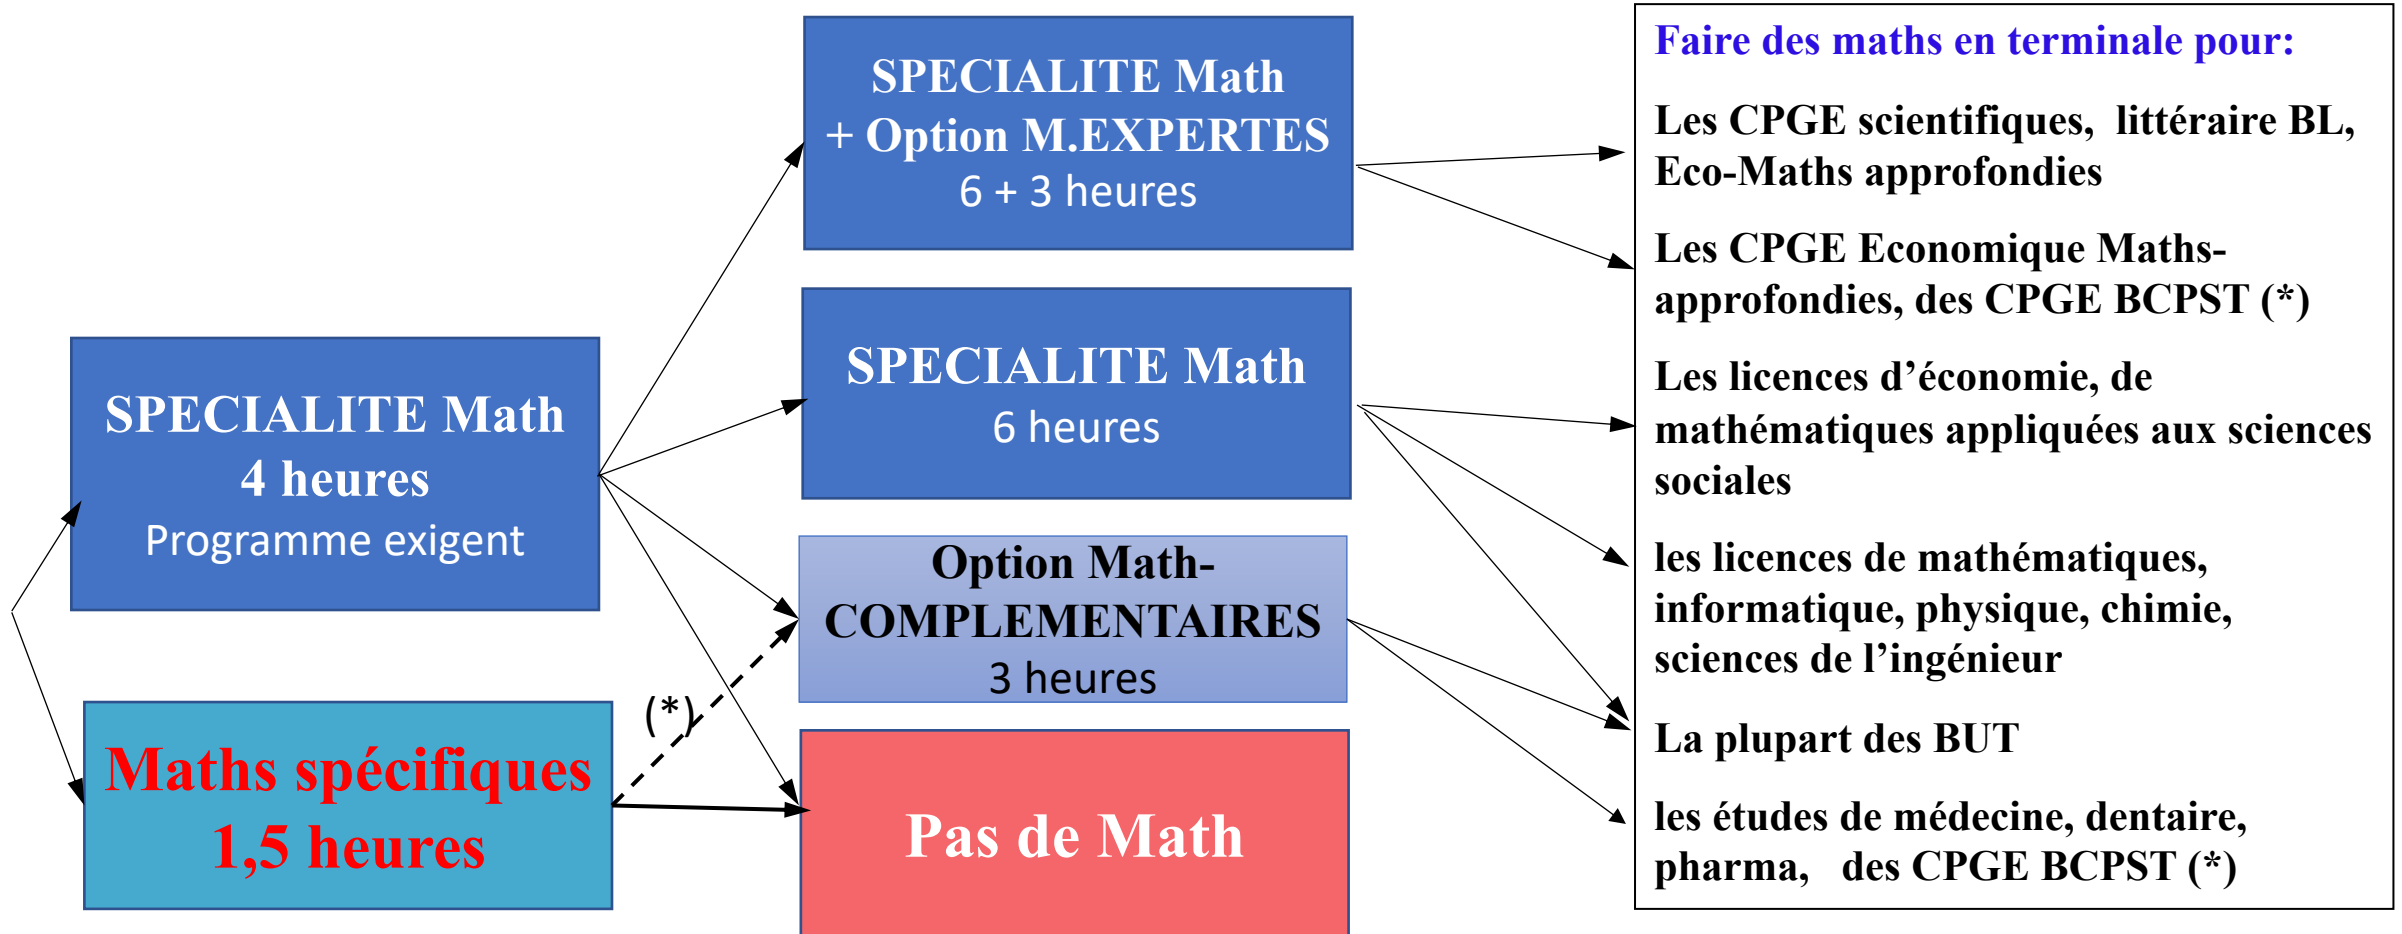 SPECIALITE Math
4 heures
Programme exigent
Maths spécifiques
1,5 heures
(*)
SPECIALITE Math
+ Option M.EXPERTES
6 + 3 heures
SPECIALITE Math
6 heures
Option Math-
COMPLEMENTAIRES
3 heures
Pas de Math
Faire des maths en terminale pour:
Les CPGE scientifiques, littéraire BL,
Eco-Maths approfondies
Les CPGE Economique Maths-
approfondies, des CPGE BCPST (*)
Les licences d’économie, de
mathématiques appliquées aux sciences
sociales
les licences de mathématiques,
informatique, physique, chimie,
sciences de l’ingénieur
La plupart des BUT
les études de médecine, dentaire,
pharma, des CPGE BCPST (*)